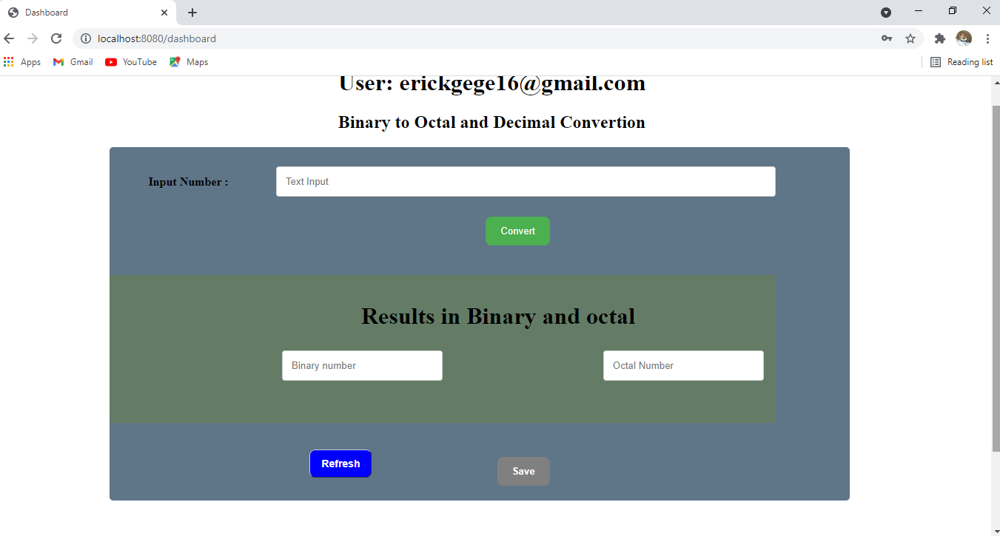 Dashboard
localhost:8080/dashboard
Apps Gmail YouTube Maps Reading list
User: erickgege16@gmail.com
Binary to Octal and Decimal Convertion
Input Number : Text Input
Convert
Results in Binary and octal
Binary number Octal Number
Refresh Save